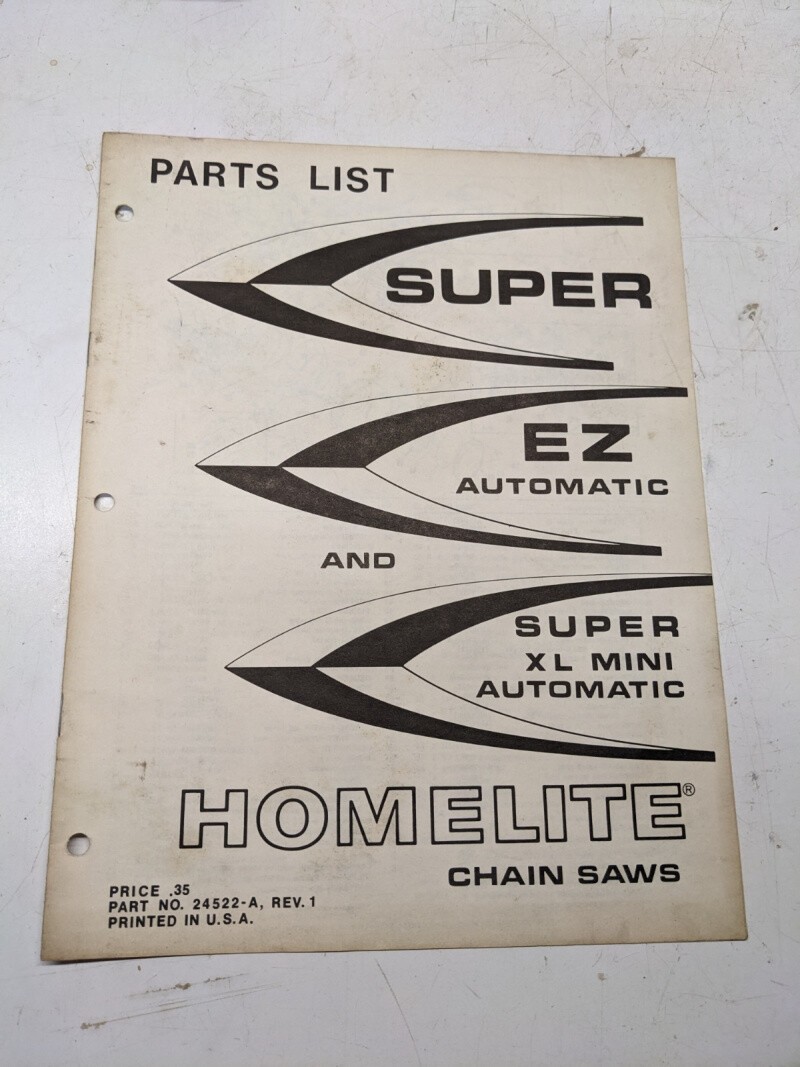 PARTS LIST
SUPER
EZ
AUTOMATIC
AND
SUPER
XL MINI
AUTOMATIC
HOMELITE®
CHAIN SAWS
PRICE .35
PART NO. 24522-A, REV. 1
PRINTED IN U.S.A.